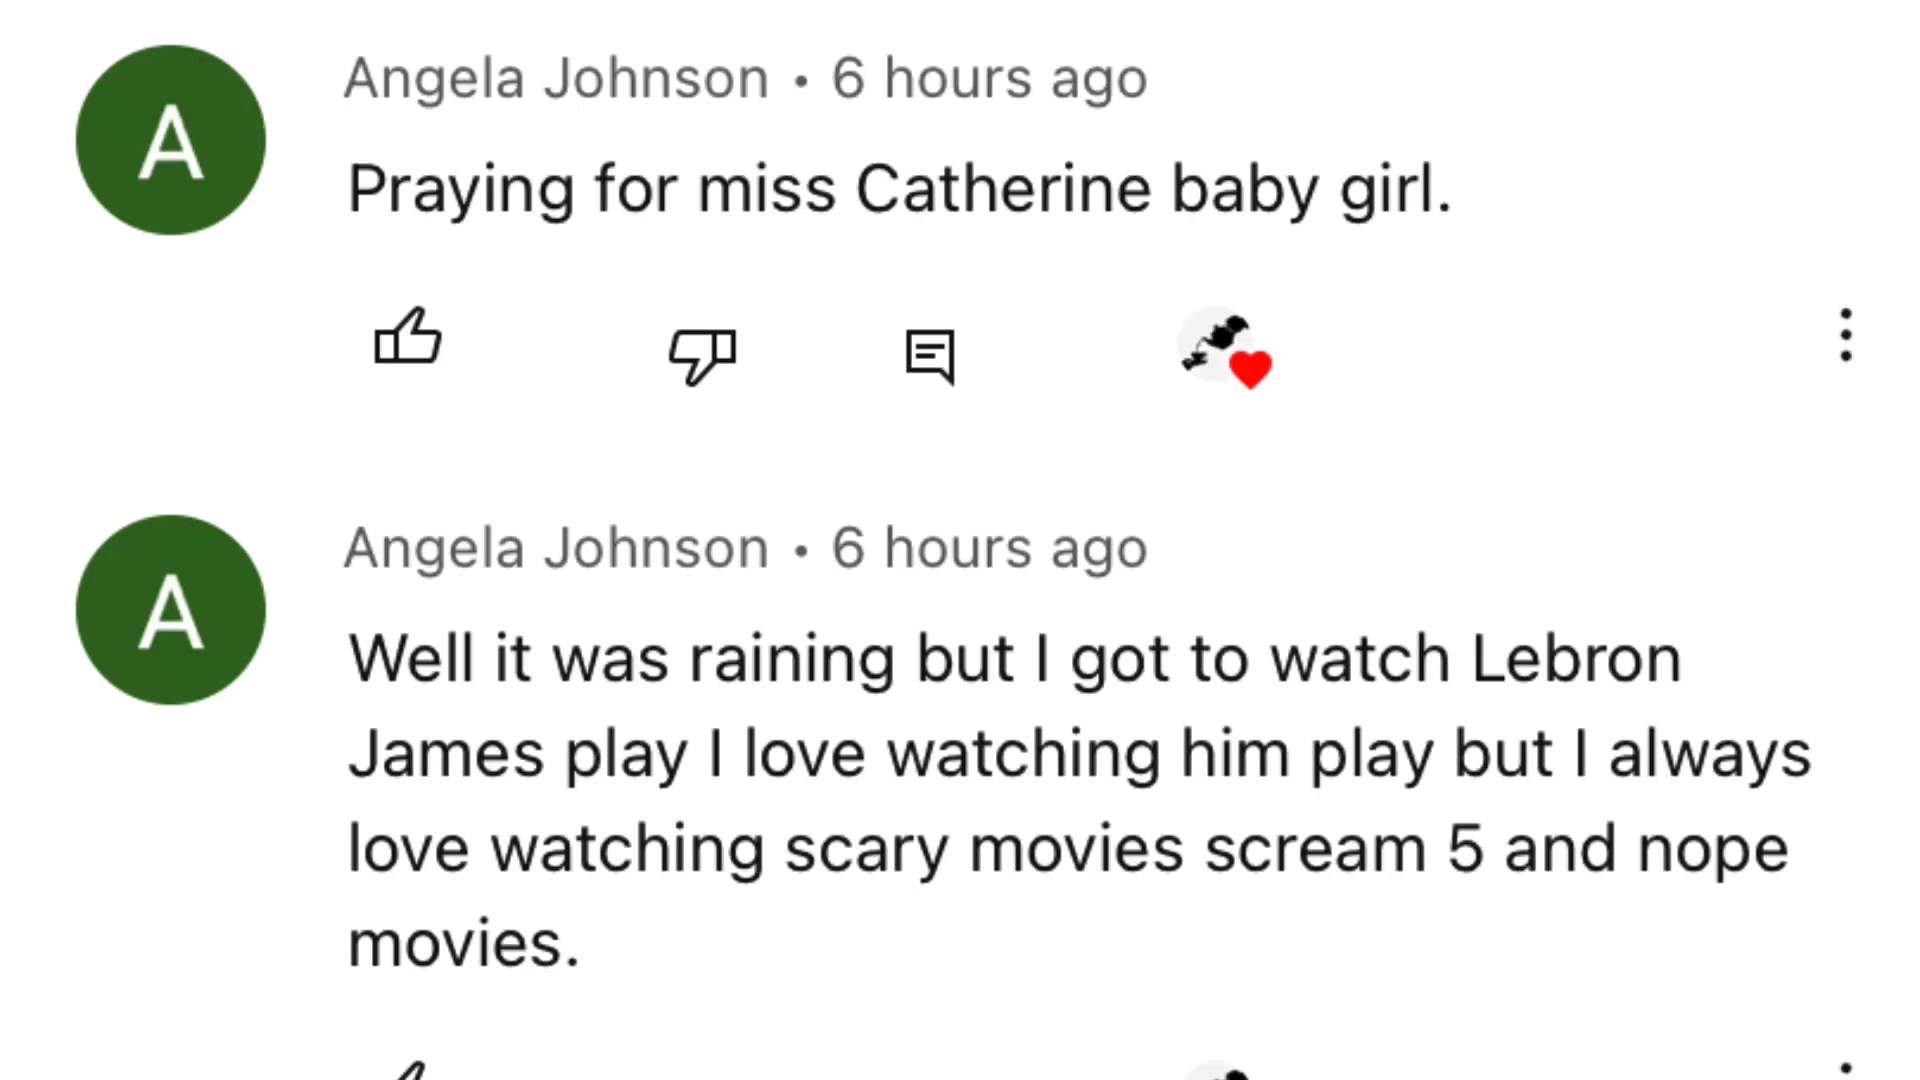 A
Angela Johnson • 6 hours ago
Praying for miss Catherine baby girl.
A
Angela Johnson • 6 hours ago
Well it was raining but I got to watch Lebron
James play I love watching him play but I always
love watching scary movies scream 5 and nope
movies.